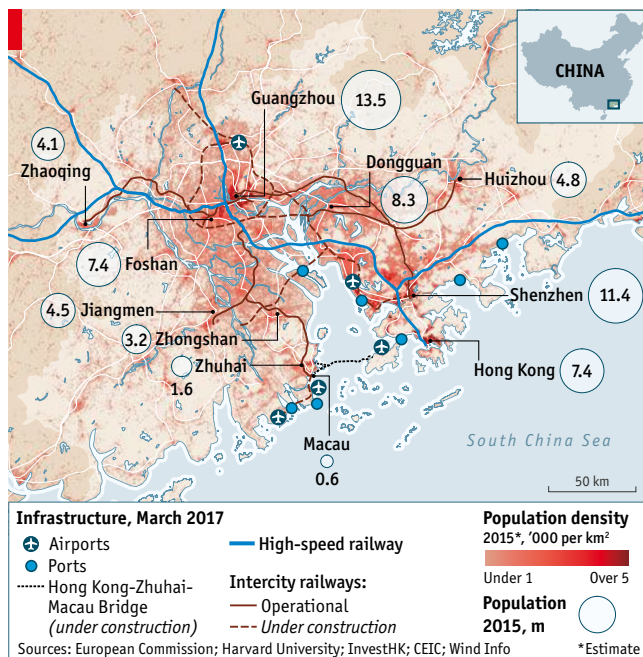 CHINA
Guangzhou
13.5
4.1
Zhaoqing
Dongguan
8.3
Huizhou
4.8
7.4
Foshan
4.5
Jiangmen
3.2
Zhongshan
Shenzhen
11.4
Zhuhai
1.6
Hong Kong
7.4
Macau
0.6
South China Sea
50 km
Infrastructure, March 2017
Airports
Ports
Hong Kong-Zhuhai-
Macau Bridge
(under construction)
High-speed railway
Intercity railways:
Operational
Under construction
Population density
2015*, '000 per km²
Under 1
Over 5
Population
2015, m
Sources: European Commission; Harvard University; InvestHK; CEIC; Wind Info
*Estimate